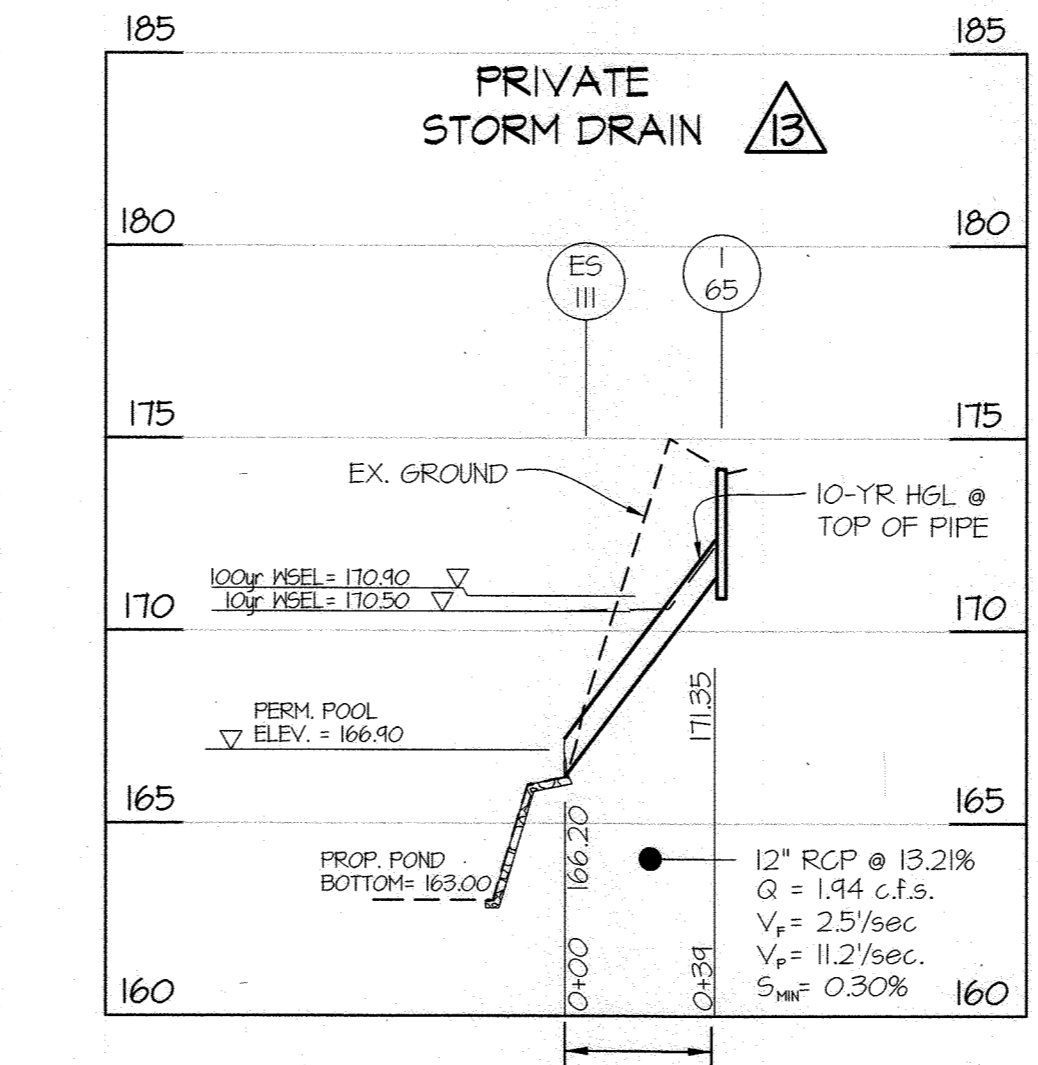 185
185
PRIVATE
STORM DRAIN
13
180
180
ES
111
1
65
175
175
EX. GROUND
10-YR HGL @
TOP OF PIPE
100yr WSEL= 170.90
10yr WSEL= 170.50
170
170
171.35
PERM. POOL
ELEV. = 166.90
165
165
166.20
PROP. POND
BOTTOM= 163.00
12" RCP @ 13.21%
Q = 1.94 c.f.s.
VF = 2.5'/sec
VP = 11.2'/sec.
SMIN= 0.30%
0+00
0+39
160
160